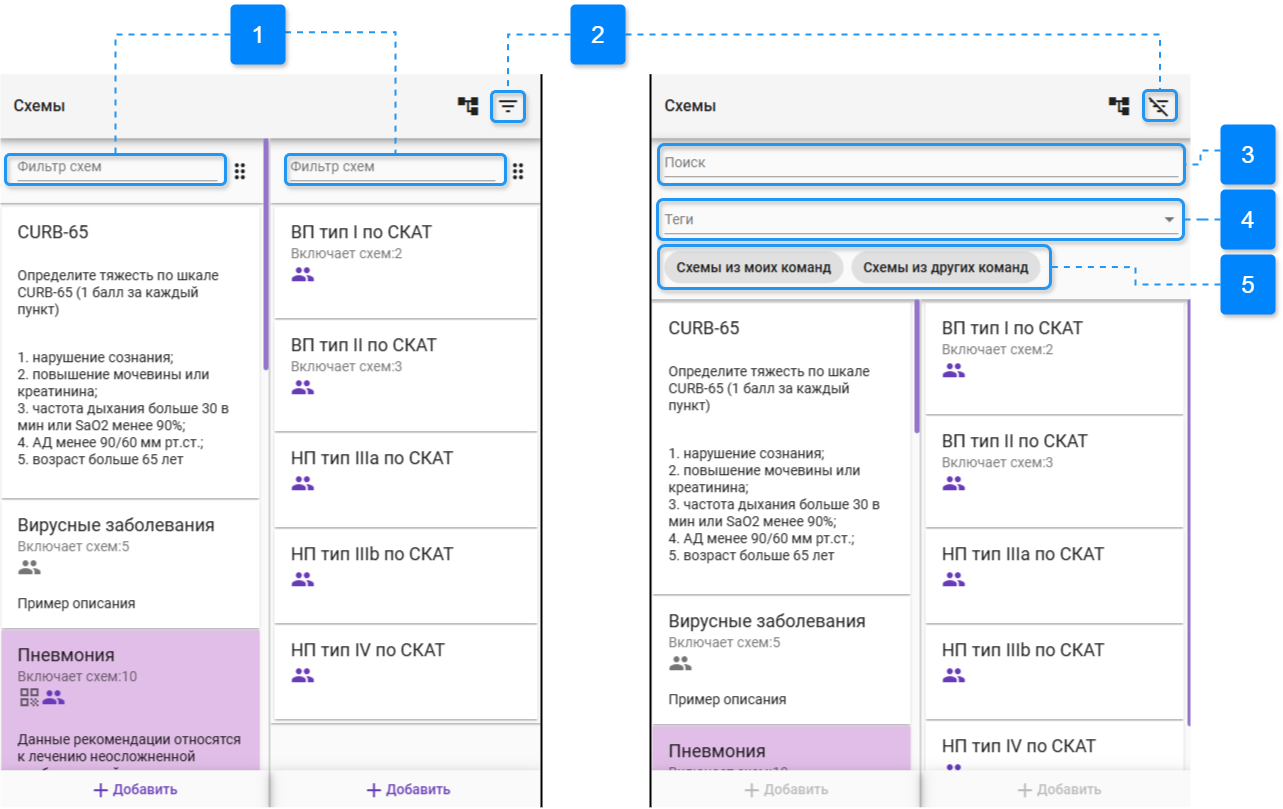 1
2
Схемы
Фильтр схем
Фильтр схем
CURB-65
Определите тяжесть по шкале
CURB-65 (1 балл за каждый
пункт)
1. нарушение сознания;
2. повышение мочевины или
креатинина;
3. частота дыхания больше 30 в
мин или SaO2 менее 90%;
4. АД менее 90/60 мм рт.ст.;
5. возраст больше 65 лет
Вирусные заболевания
Включает схем:5
Пример описания
Пневмония
Включает схем:10
Данные рекомендации относятся
к лечению неосложненной
+ Добавить
ВП тип I по СКАТ
Включает схем:2
ВП тип II по СКАТ
Включает схем:3
НП тип IIIa по СКАТ
НП тип IIIb по СКАТ
НП тип IV по СКАТ
+ Добавить
Схемы
Поиск
3
Теги
4
Схемы из моих команд
Схемы из других команд
5
CURB-65
Определите тяжесть по шкале
CURB-65 (1 балл за каждый
пункт)
1. нарушение сознания;
2. повышение мочевины или
креатинина;
3. частота дыхания больше 30 в
мин или SaO2 менее 90%;
4. АД менее 90/60 мм рт.ст.;
5. возраст больше 65 лет
Вирусные заболевания
Включает схем:5
Пример описания
Пневмония
+ Добавить
ВП тип I по СКАТ
Включает схем:2
ВП тип II по СКАТ
Включает схем:3
НП тип IIIa по СКАТ
НП тип IIIb по СКАТ
НП тип IV по СКАТ
+ Добавить